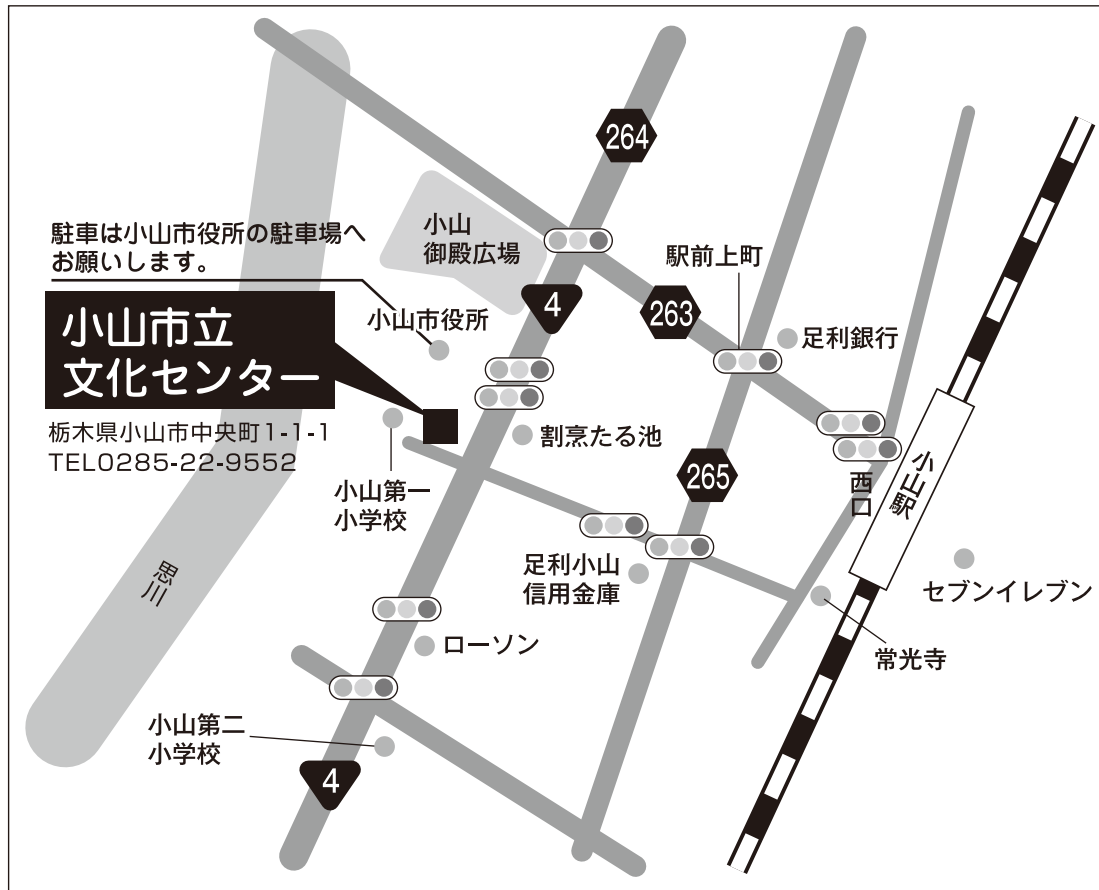 264
小山
御殿広場
駐車は小山市役所の駐車場へ
お願いします。
駅前上町
4
263
小山市役所
足利銀行
小山市立
文化センター
栃木県小山市中央町1-1-1
TEL0285-22-9552
割烹たる池
265
西口
小山駅
小山第一
小学校
足利小山
信用金庫
思川
セブンイレブン
ローソン
常光寺
小山第二
小学校
4